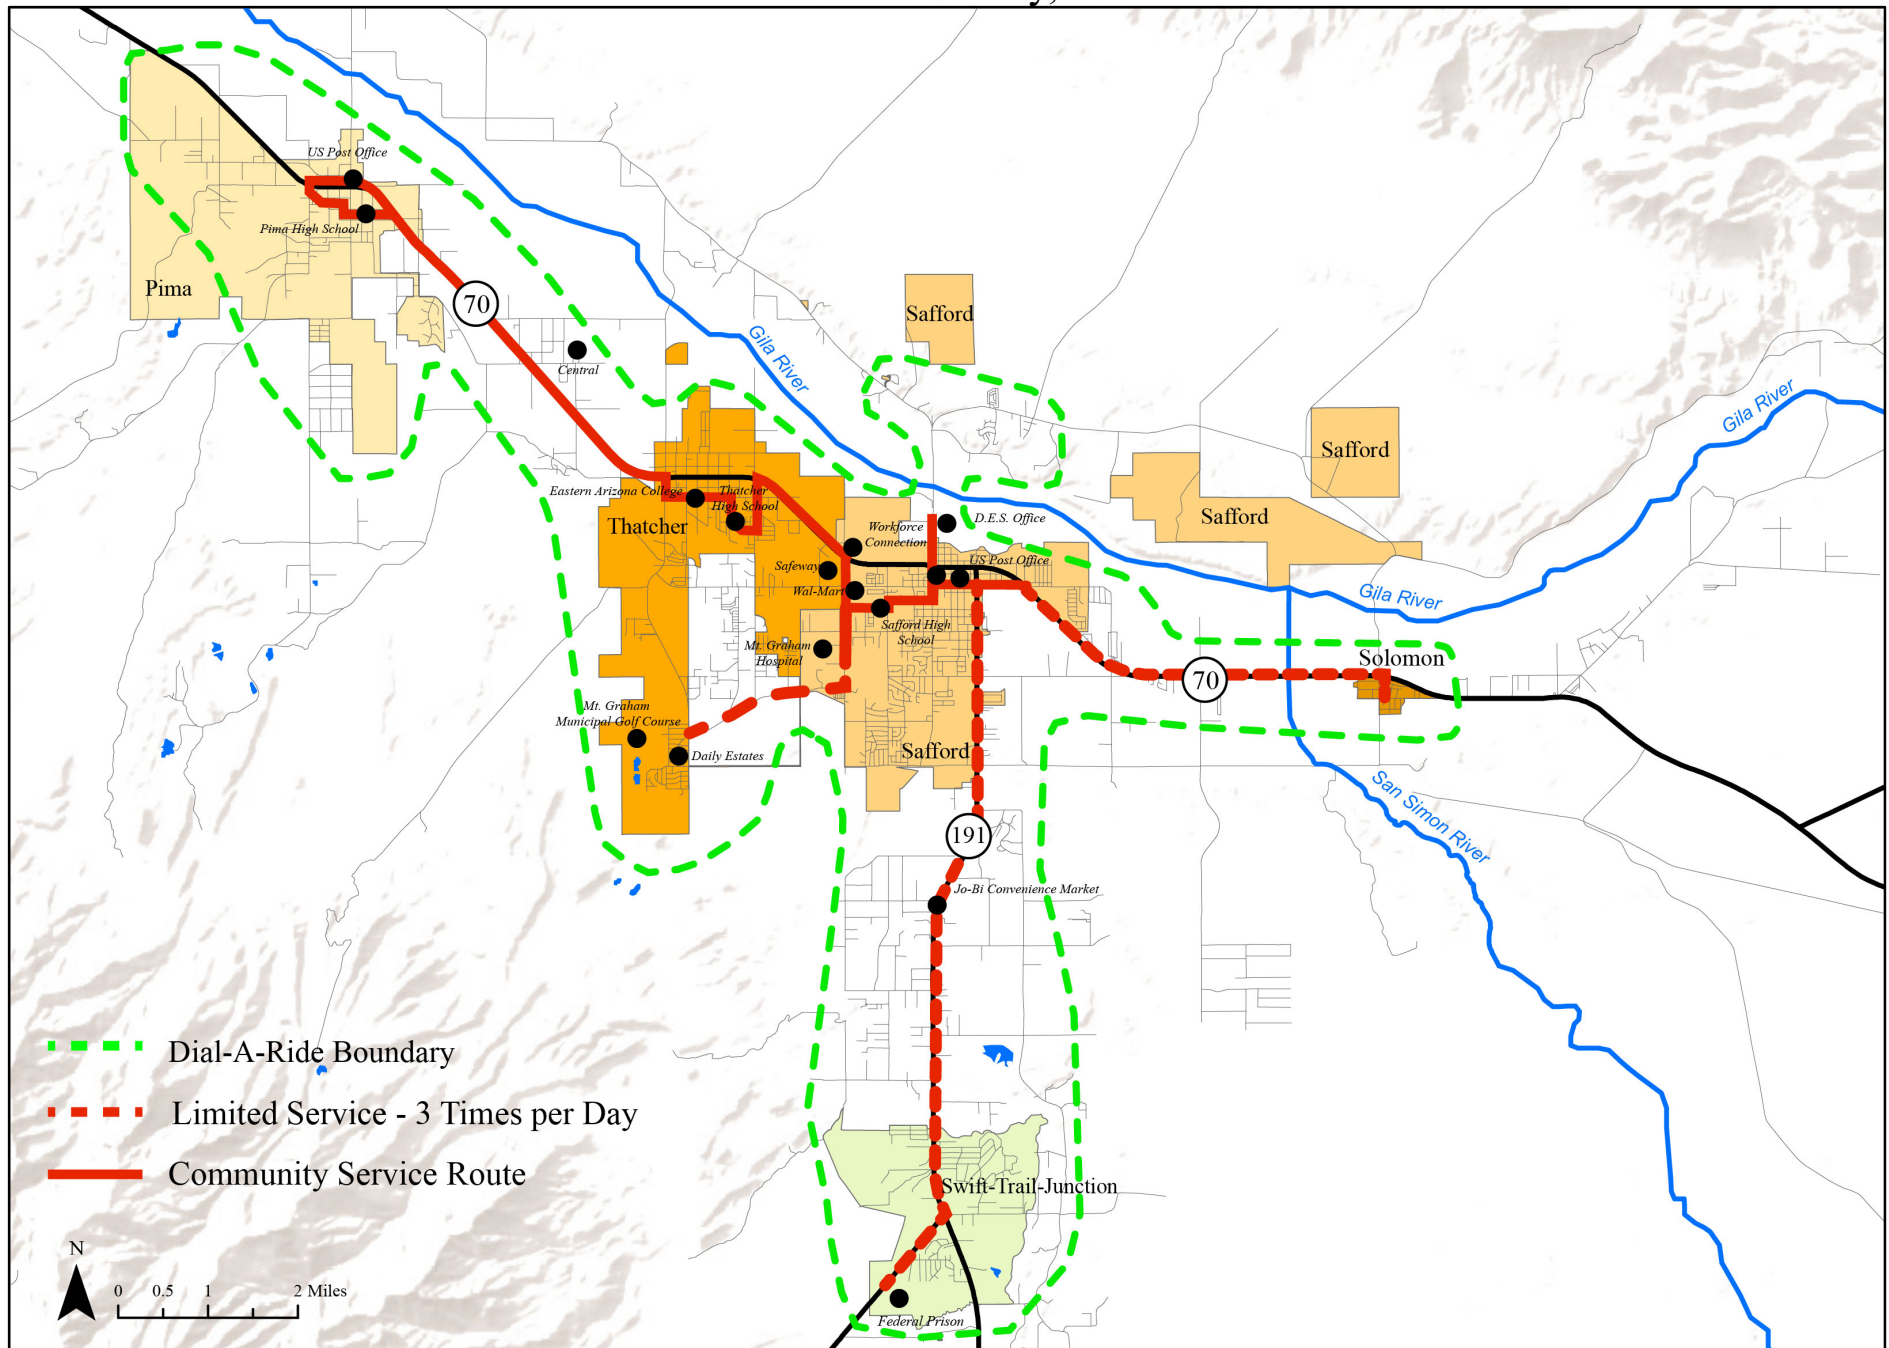 y,
US Post Office
Pima High School
Pima
70
Central
Gila River
Safford
Safford
Gila River
Safford
Eastern Arizona College
Thatcher
High School
Thatcher
Workforce
Connection
D.E.S. Office
US Post Office
Safeway
Wal-Mart
Safford High
School
Mt. Graham
Hospital
Gila River
Solomon
70
Mt. Graham
Municipal Golf Course
Daily Estates
Safford
San Simon River
191
Jo-Bi Convenience Market
Swift-Trail-Junction
Federal Prison
Dial-A-Ride Boundary
Limited Service - 3 Times per Day
Community Service Route
N
0 0.5 1 2 Miles